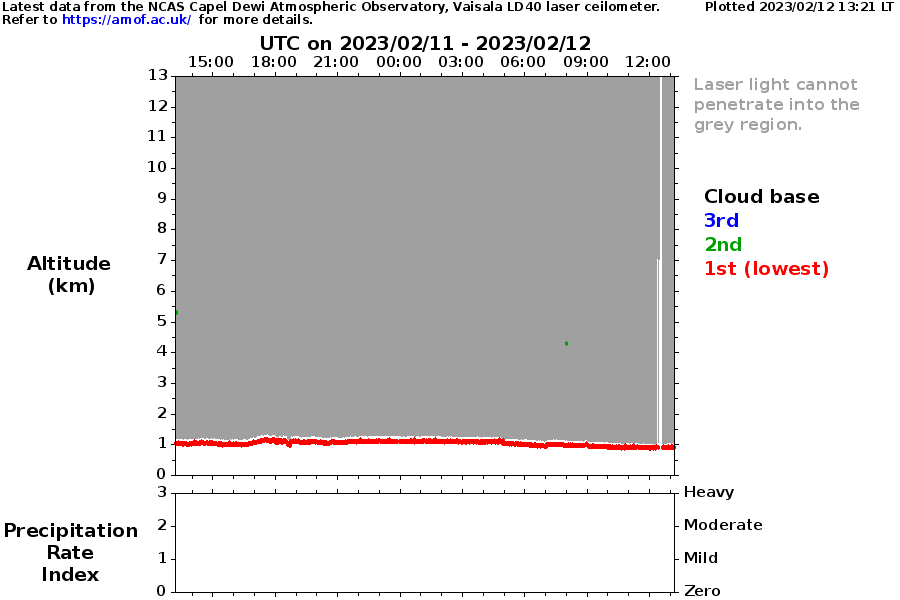 Latest data from the NCAS Capel Dewi Atmospheric Observatory, Vaisala LD40 laser ceilometer.
Plotted 2023/02/12 13:21 LT
Refer to https://amof.ac.uk/ for more details.
UTC on 2023/02/11 - 2023/02/12
15:00 18:00 21:00 00:00 03:00 06:00 09:00 12:00
13
12
11
10
9
8
7
6
5
4
3
2
1
0
Altitude
(km)
Laser light cannot
penetrate into the
grey region.
Cloud base
3rd
2nd
1st (lowest)
3
2
1
0
Precipitation
Rate
Index
Heavy
Moderate
Mild
Zero